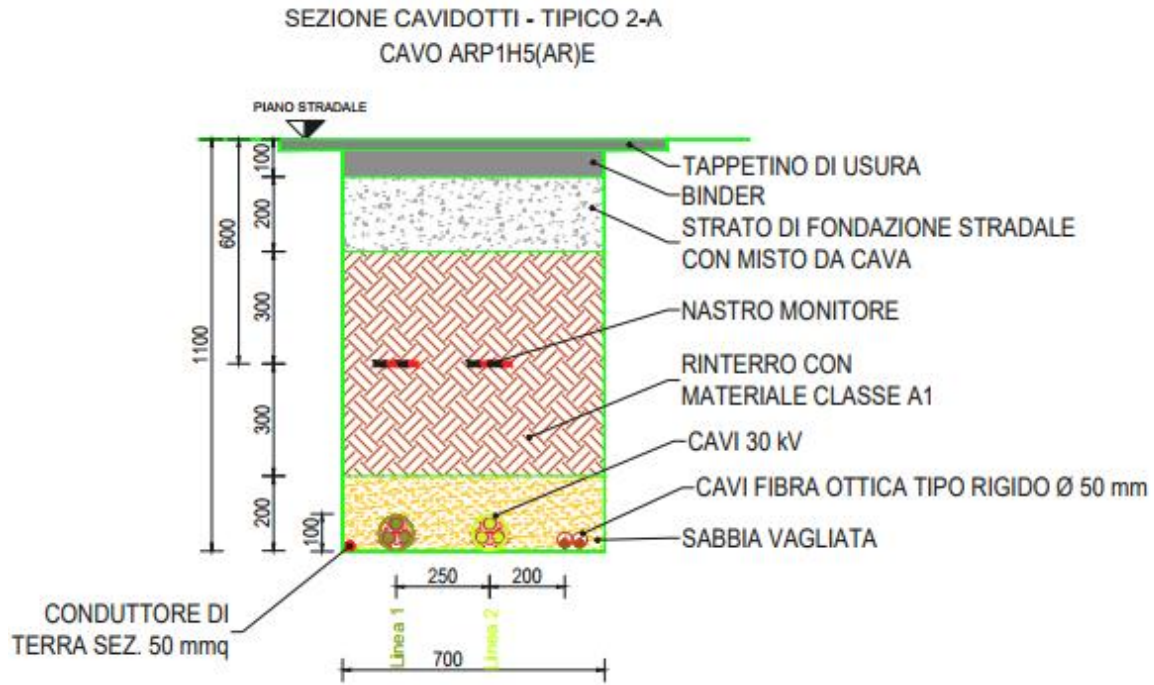 SEZIONE CAVIDOTTI - TIPICO 2-A
CAVO ARP1H5(AR)E
PIANO STRADALE
100
200
600
300
1100
300
200
100
TAPPETINO DI USURA
BINDER
STRATO DI FONDAZIONE STRADALE
CON MISTO DA CAVA
NASTRO MONITORE
RINTERRO CON
MATERIALE CLASSE A1
CAVI 30 kV
CAVI FIBRA OTTICA TIPO RIGIDO Ø 50 mm
SABBIA VAGLIATA
250
200
CONDUTTORE DI
TERRA SEZ. 50 mmq
Linea 1
Linea 2
700